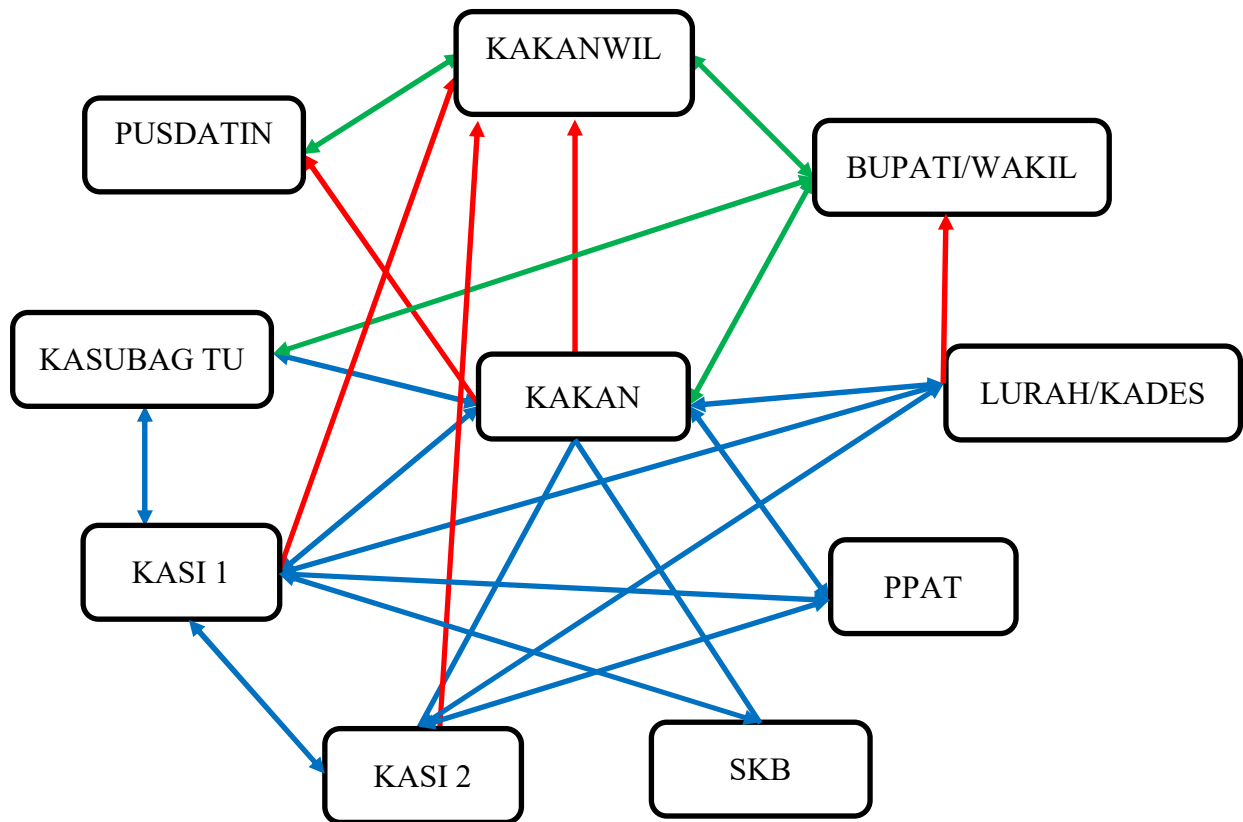 KAKANWIL
PUSDATIN
BUPATI/WAKIL
KASUBAG TU
KAKAN
LURAH/KADES
KASI 1
PPAT
KASI 2
SKB